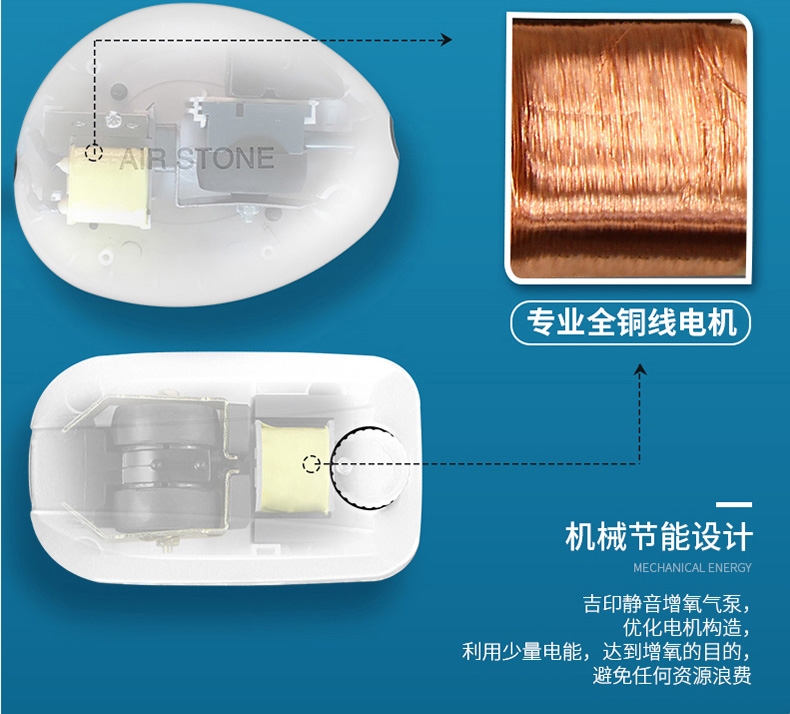 AIR STONE
专业全铜线电机
机械节能设计
MECHANICAL ENERGY
吉印静音增氧气泵，
优化电机构造，
利用少量电能，达到增氧的目的，
避免任何资源浪费